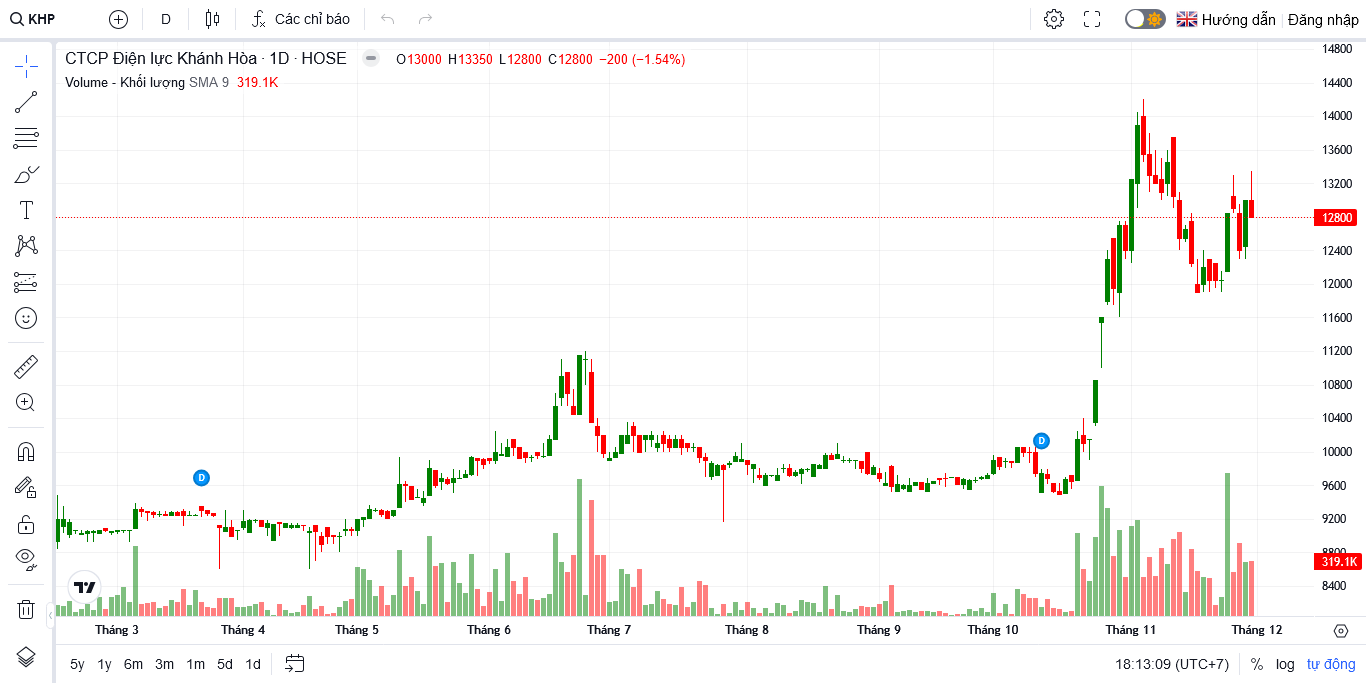 KHP D Các chỉ báo Hướng dẫn Đăng nhập
CTCP Điện lực Khánh Hòa · 1D · HOSE O13000 H13350 L12800 C12800 −200 (−1.54%)
Volume - Khối lượng SMA 9 319.1K
14800
14400
14000
13600
13200
12800
12400
12000
11600
11200
10800
10400
10000
9600
9200
8800
319.1K
8400
D
D
Tháng 3 Tháng 4 Tháng 5 Tháng 6 Tháng 7 Tháng 8 Tháng 9 Tháng 10 Tháng 11 Tháng 12
5y 1y 6m 3m 1m 5d 1d 18:13:09 (UTC+7) % log tự động